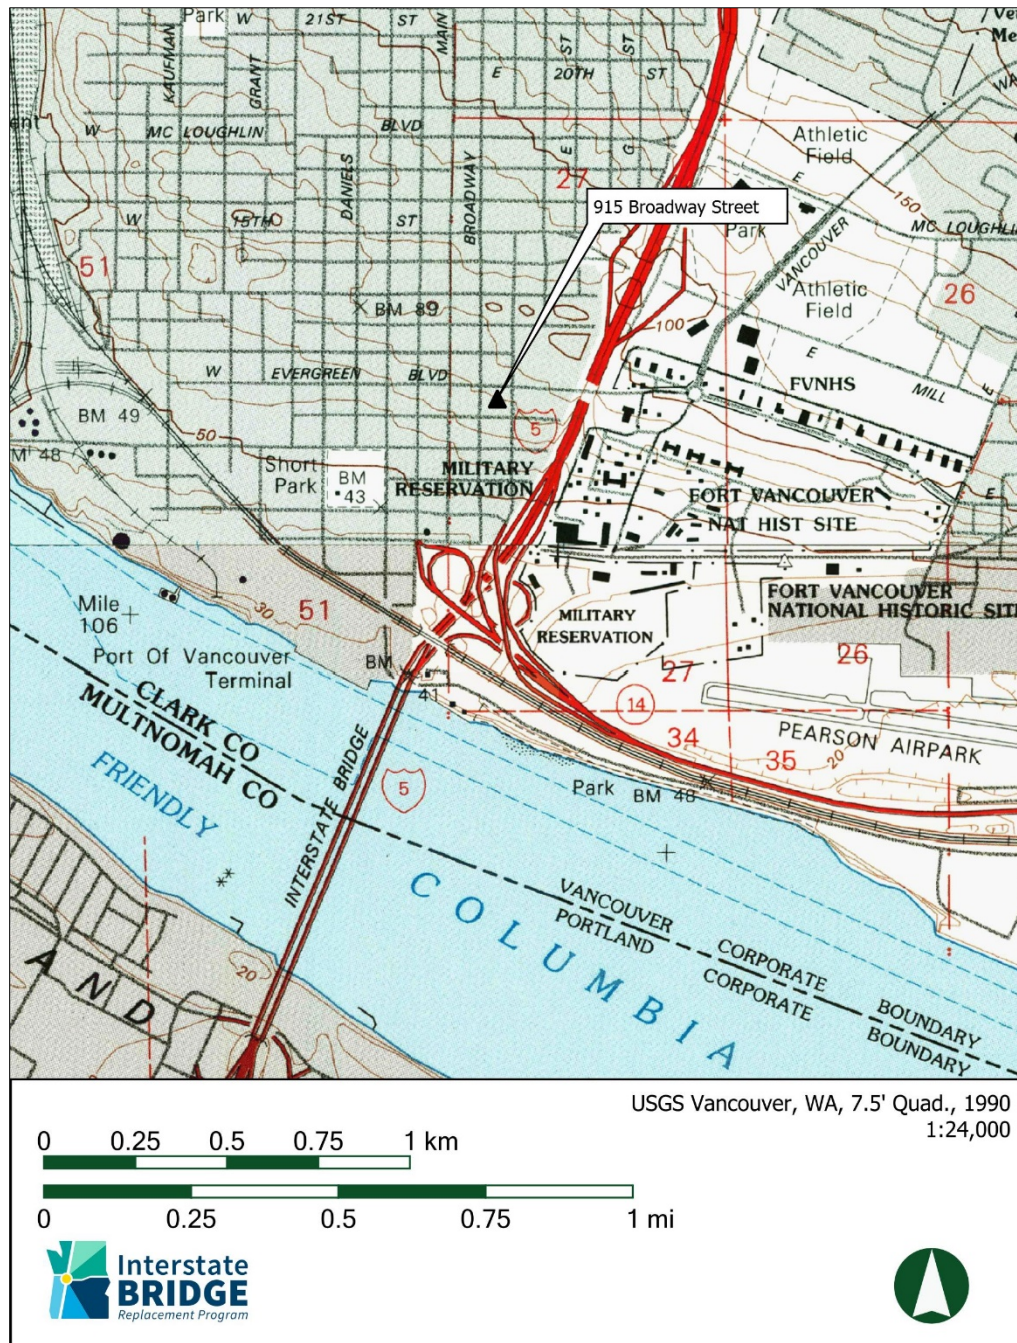 Park
W 21ST ST
KAUFMAN
GRANT
MAIN
BROADWAY
ST
G ST
E 20TH ST
W MC LOUGHLIN BLVD
DANIELS
W 15TH ST
BROADWAY
E
G
27
51
915 Broadway Street
Athletic
Field
E
150
MC LOUGHLIN
Park
VANCOUVER
Athletic
Field
26
BM 89
100
W EVERGREEN BLVD
E
MILL
FVNHS
E
BM 49
50
5
M 48
Short
Park
BM
43
MILITARY
RESERVATION
FORT VANCOUVER
NAT HIST SITE
E
Mile
106
30
51
MILITARY
RESERVATION
FORT VANCOUVER
NATIONAL HISTORIC SITE
Port Of Vancouver
Terminal
BM
41
27
26
14
34
35
PEARSON AIRPARK
20
CLARK CO
MULTNOMAH CO
FRIENDLY
INTERSTATE BRIDGE
5
Park
BM 48
COLUMBIA
VANCOUVER CORPORATE BOUNDARY
PORTLAND CORPORATE BOUNDARY
20
AND
USGS Vancouver, WA, 7.5' Quad., 1990
1:24,000
0 0.25 0.5 0.75 1 km
0 0.25 0.5 0.75 1 mi
Interstate
BRIDGE
Replacement Program